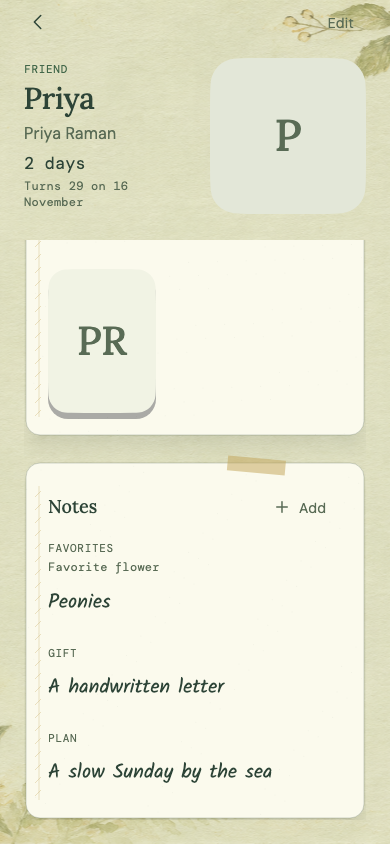 Edit
FRIEND
Priya
Priya Raman
2 days
Turns 29 on 16
November
P
PR
Notes
+ Add
FAVORITES
Favorite flower
Peonies
GIFT
A handwritten letter
PLAN
A slow Sunday by the sea